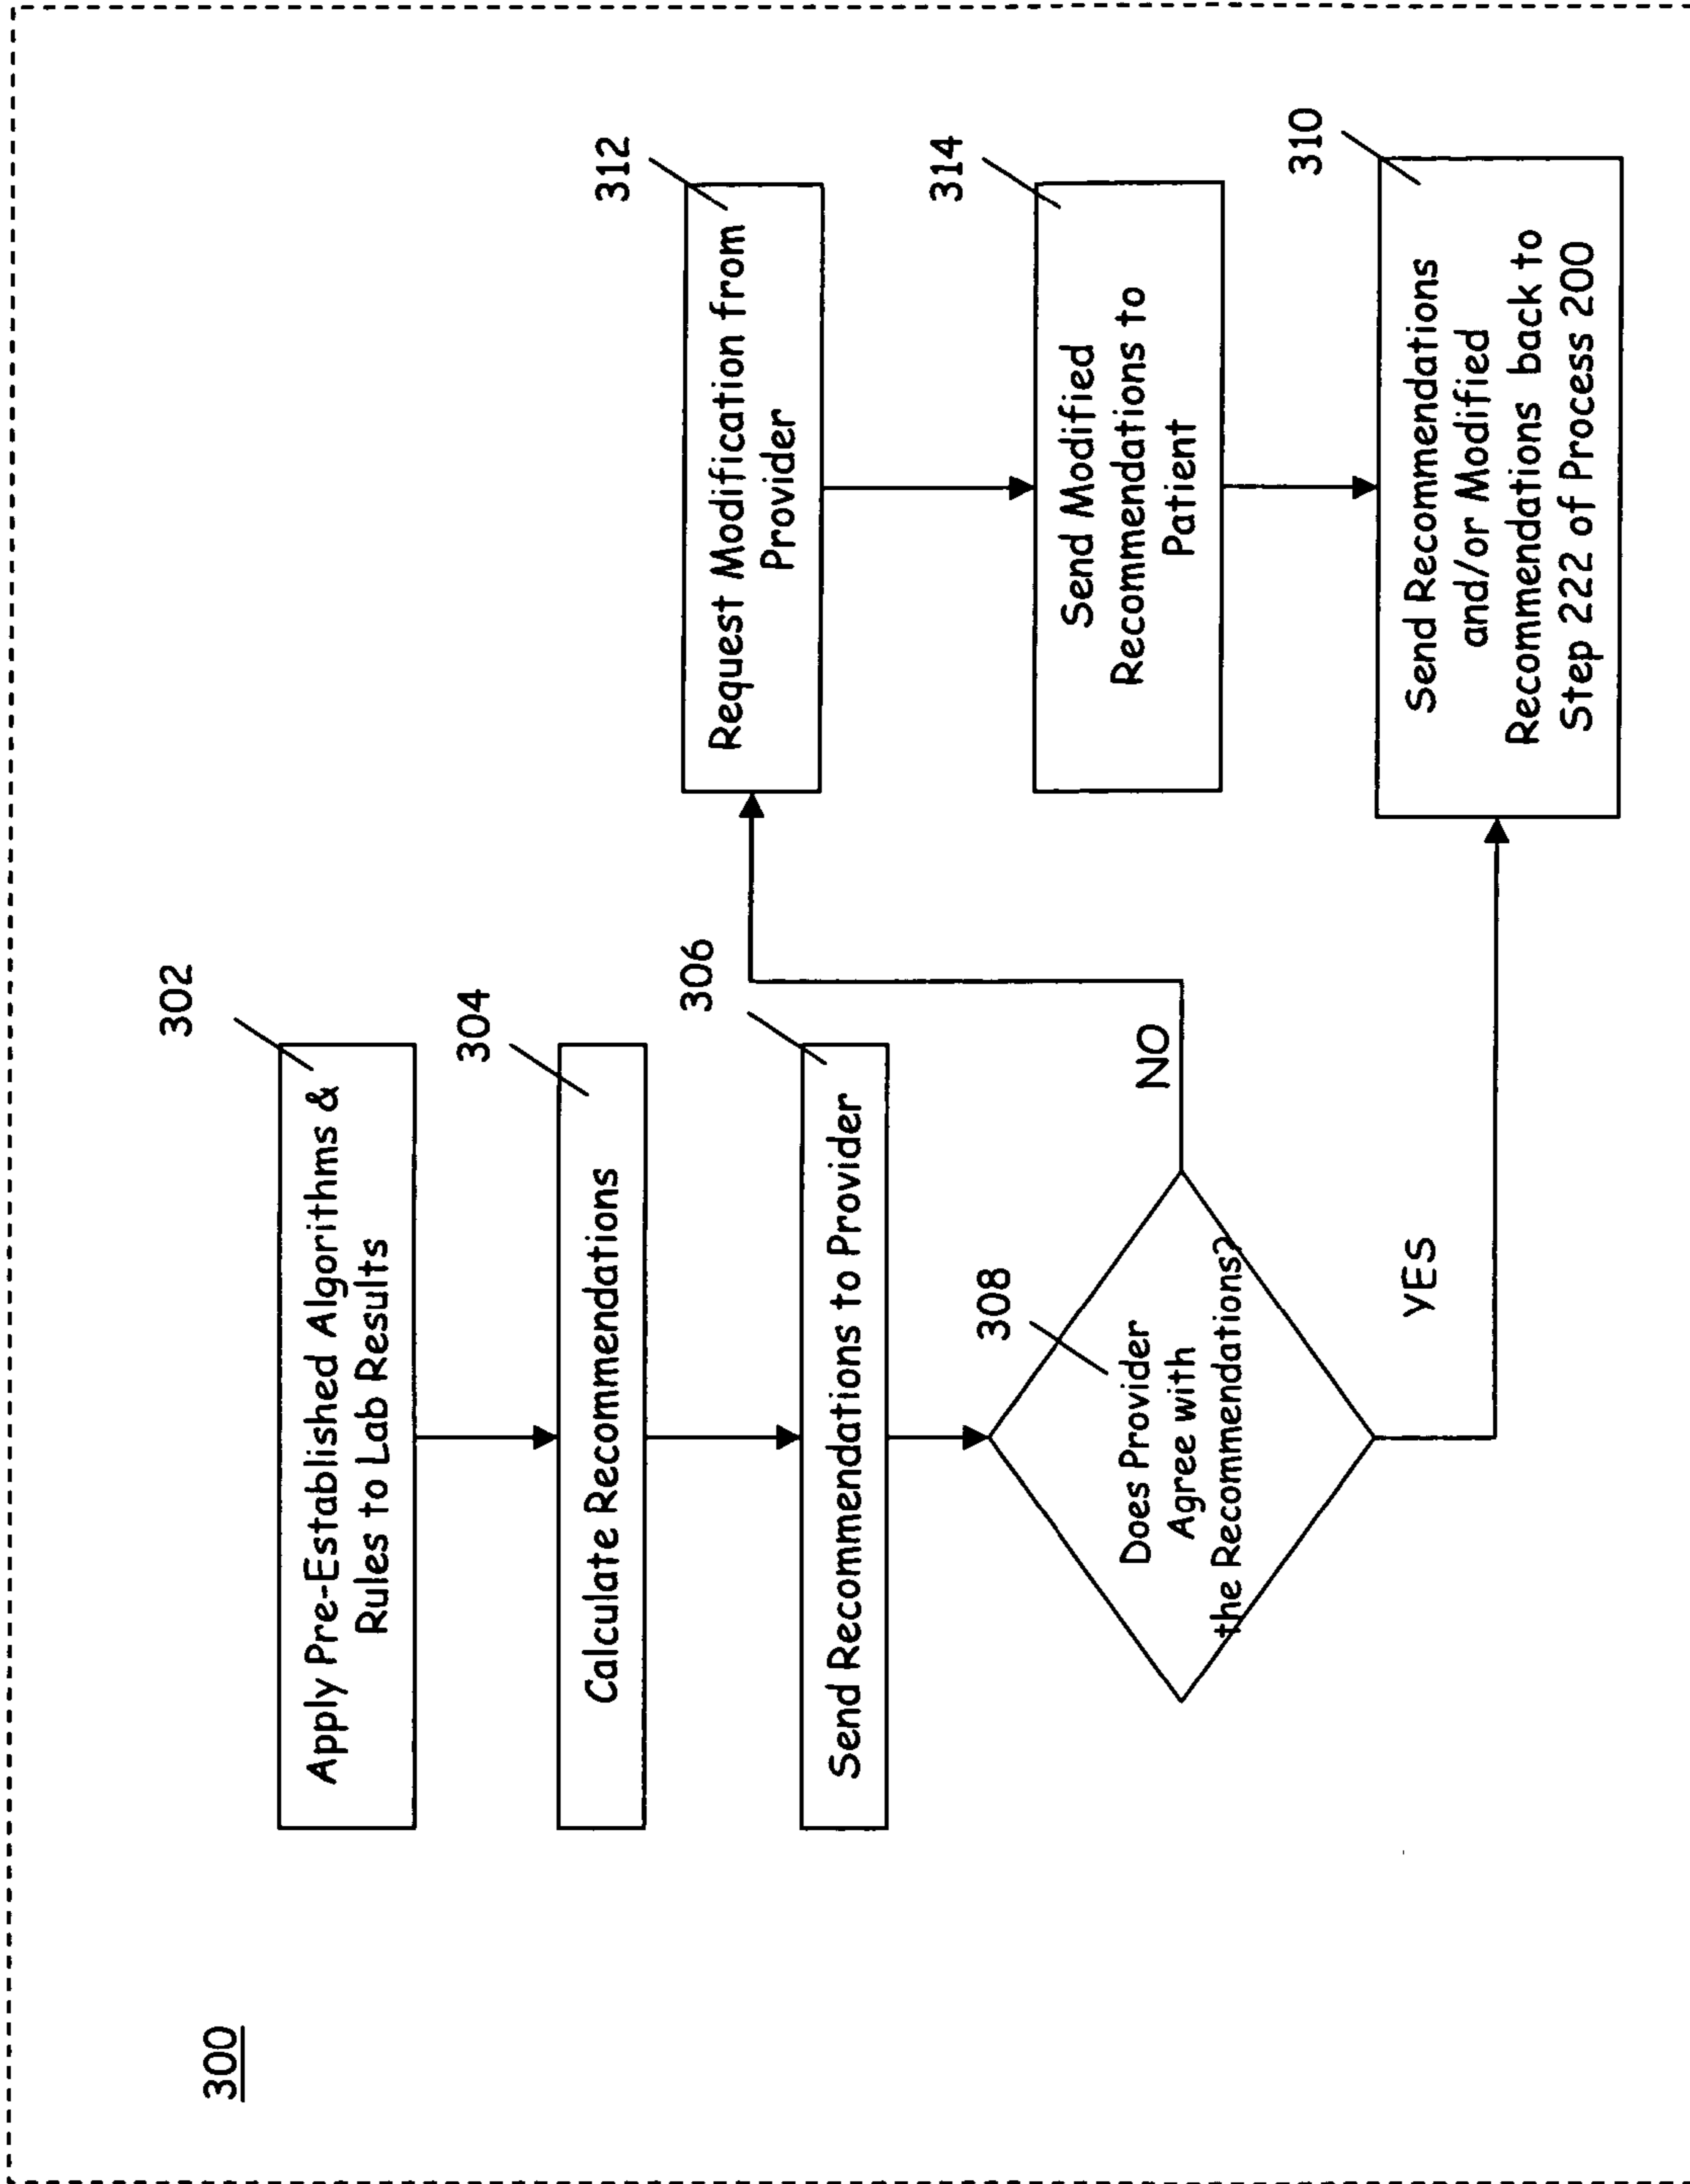 300
302
Apply Pre-Established Algorithms &
Rules to Lab Results
304
Calculate Recommendations
306
Send Recommendations to Provider
308
Does Provider
Agree with
the Recommendations?
NO
YES
312
Request Modification from
Provider
314
Send Modified
Recommendations to
Patient
310
Send Recommendations
and/or Modified
Recommendations back to
Step 222 of Process 200